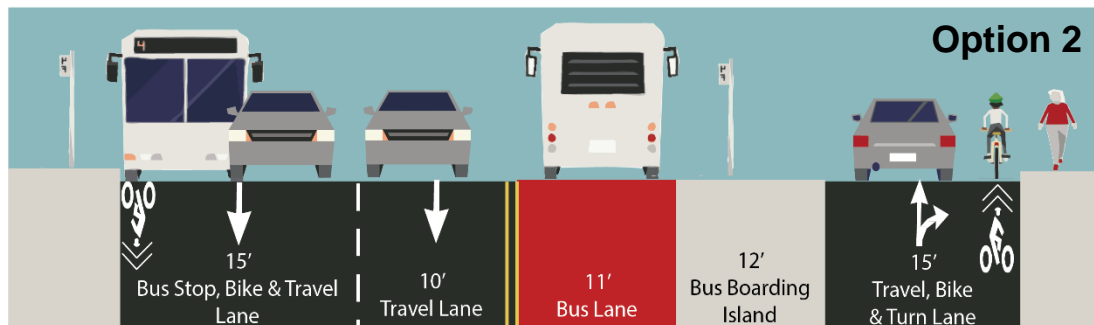 Option 2
4
15’
Bus Stop, Bike & Travel
Lane
10’
Travel Lane
11’
Bus Lane
12’
Bus Boarding
Island
15’
Travel, Bike
& Turn Lane